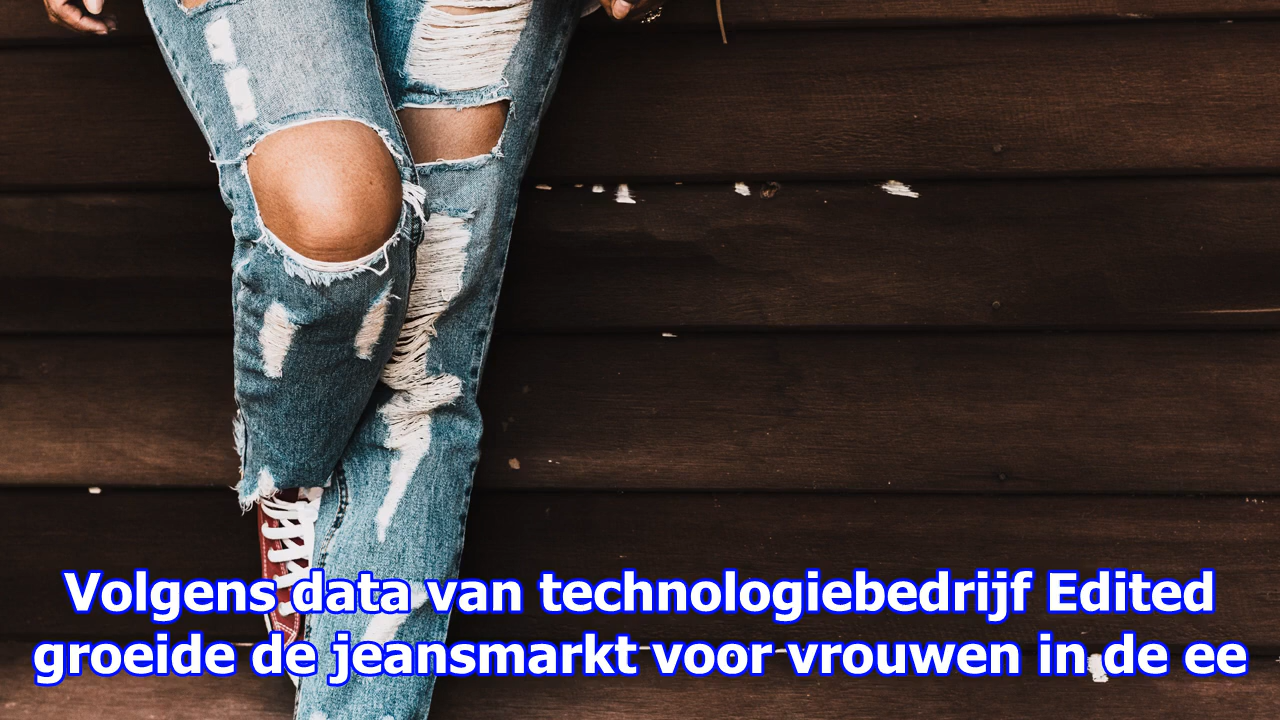 Volgens data van technologiebedrijf Edited
groeide de jeansmarkt voor vrouwen in de ee